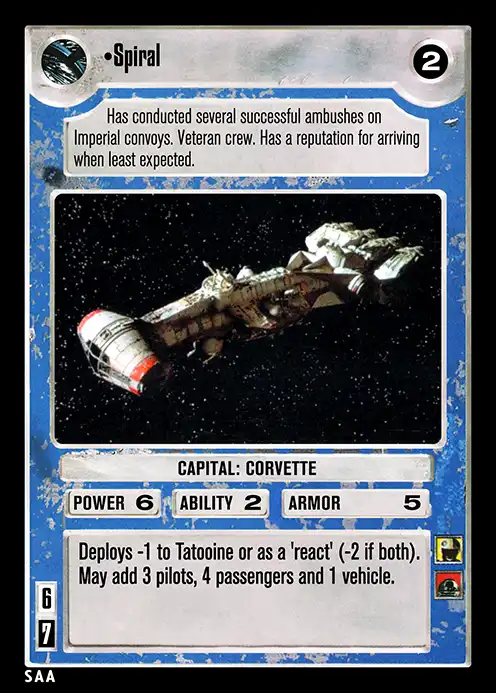 •Spiral
2
Has conducted several successful ambushes on
Imperial convoys. Veteran crew. Has a reputation for arriving
when least expected.
CAPITAL: CORVETTE
POWER 6 ABILITY 2 ARMOR 5
Deploys -1 to Tatooine or as a 'react' (-2 if both).
May add 3 pilots, 4 passengers and 1 vehicle.
6
7
SAA